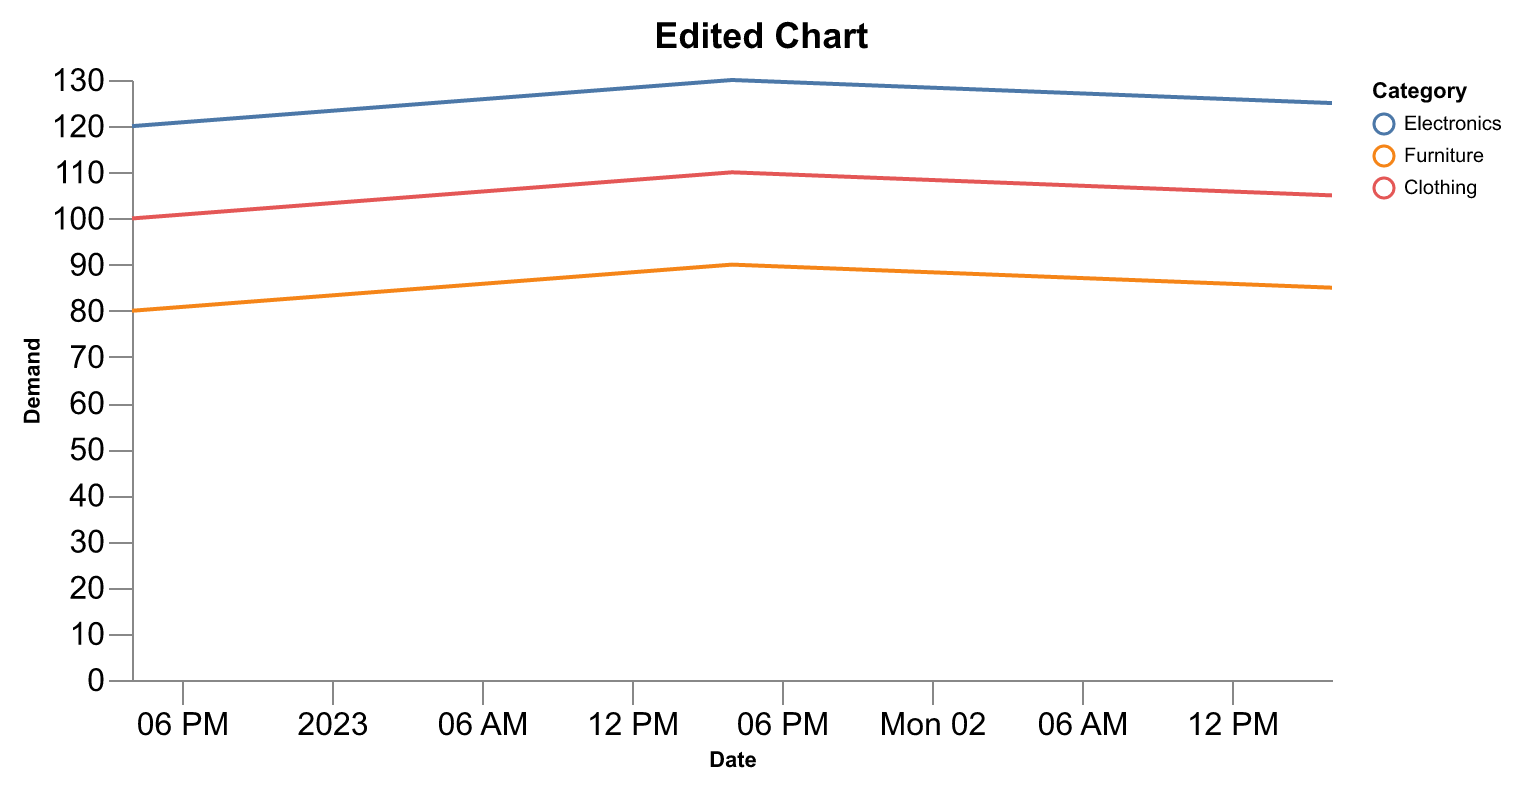 Edited Chart
130
120
110
100
90
80
70
60
50
40
30
20
10
0
Demand
06 PM 2023 06 AM 12 PM 06 PM Mon 02 06 AM 12 PM
Date
Category
Electronics
Furniture
Clothing